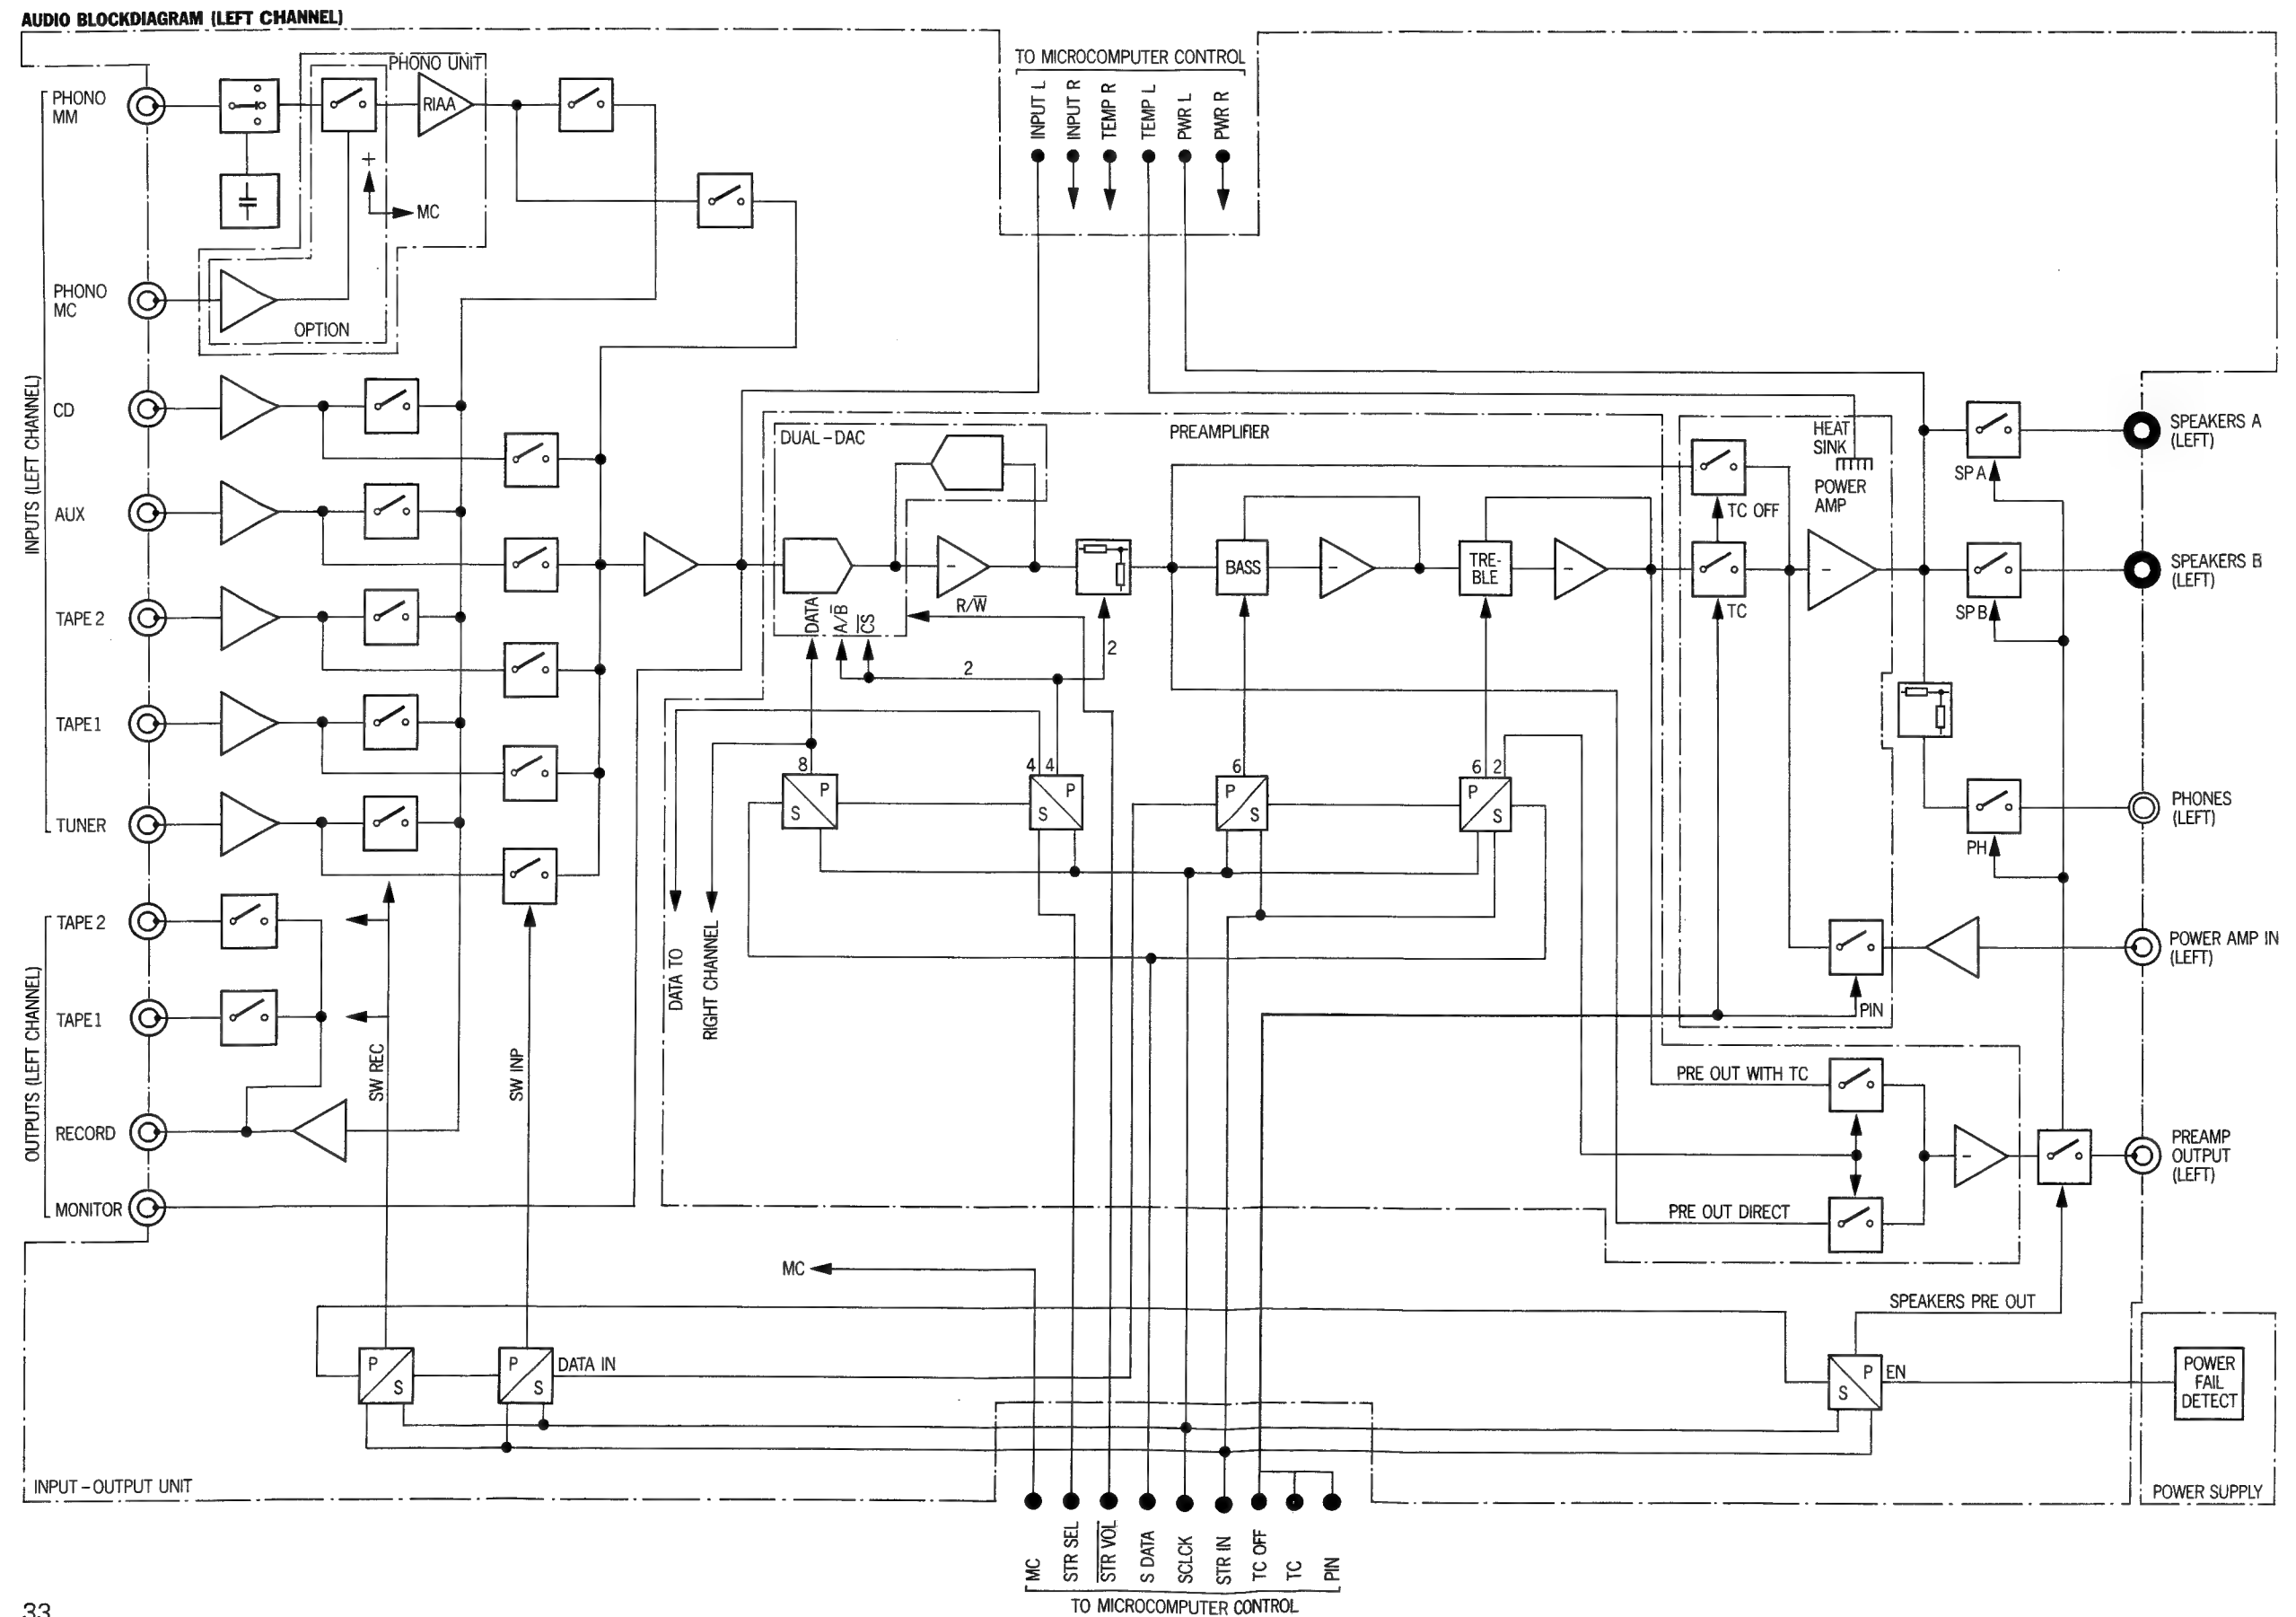 AUDIO BLOCKDIAGRAM (LEFT CHANNEL)
TO MICROCOMPUTER CONTROL
INPUT L
INPUT R
TEMP R
TEMP L
PWR L
PWR R
PHONO UNIT
PHONO
MM
RIAA
+
MC
PHONO
MC
OPTION
INPUTS (LEFT CHANNEL)
CD
AUX
TAPE 2
TAPE 1
TUNER
OUTPUTS (LEFT CHANNEL)
TAPE 2
TAPE 1
RECORD
MONITOR
SW REC
SW INP
DUAL-DAC
PREAMPLIFIER
DATA
A/B̅
C̅S̅
R/W̅
2
2
-
BASS
-
TRE-
BLE
-
HEAT
SINK
POWER
AMP
TC OFF
TC
-
SP A
SPEAKERS A
(LEFT)
SP B
SPEAKERS B
(LEFT)
PH
PHONES
(LEFT)
PIN
POWER AMP IN
(LEFT)
8
P
S
4 4
P
S
6
P
S
6 2
P
S
DATA TO
RIGHT CHANNEL
PRE OUT WITH TC
PRE OUT DIRECT
-
PREAMP
OUTPUT
(LEFT)
MC
SPEAKERS PRE OUT
P
S
P
S
DATA IN
P
S
EN
POWER
FAIL
DETECT
POWER SUPPLY
INPUT-OUTPUT UNIT
MC
STR SEL
S̅T̅R̅ V̅O̅L̅
S DATA
SCLCK
STR IN
TC OFF
TC
PIN
TO MICROCOMPUTER CONTROL
33